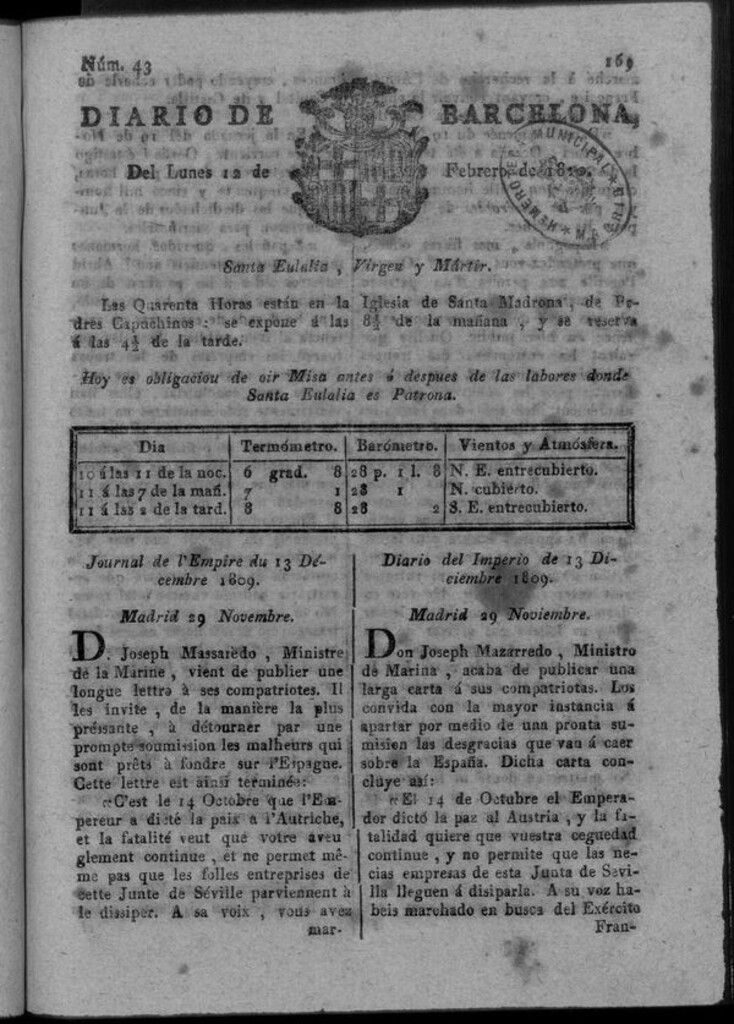 Núm. 43
169
DIARIO DE BARCELONA,
Del Lunes 12 de Febrero de 1810.
HEMEROTECA MUNICIPAL
Santa Eulalia, Virgen y Mártir.
Las Quarenta Horas están en la Iglesia de Santa Madrona, de Pe-
dres Capuchinos: se expone á las 8½ de la mañana, y se reserva
á las 4½ de la tarde.
Hoy es obligaciou de oir Misa antes ó despues de las labores donde
Santa Eulalia es Patrona.
Dia Termómetro. Barómetro. Vientos y Atmósfera.
10 á las 11 de la noc. 6 grad. 8 28 p. 1 l. 8 N. E. entrecubierto.
11 á las 7 de la mañ. 7 1 28 1 N. cubierto.
11 á las 2 de la tard. 8 8 28 2 S. E. entrecubierto.
Journal de l'Empire du 13 Dé-
cembre 1809.
Madrid 29 Novembre.
D. Joseph Massaredo, Ministre
de la Marine, vient de publier une
longue lettre à ses compatriotes. Il
les invite, de la manière la plus
pressante, à détourner par une
prompte soumission les malheurs qui
sont prêts à fondre sur l'Espagne.
Cette lettre est ainsi terminée:
«C'est le 14 Octobre que l'Em-
pereur a dicté la paix a l'Autriche,
et la fatalité veut que votre aveu
glement continue, et ne permet mê-
me pas que les folles entreprises de
cette Junte de Séville parviennent à
le dissiper. A sa voix, vous avez
mar-
Diario del Imperio de 13 Di-
ciembre 1809.
Madrid 29 Noviembre.
Don Joseph Mazarredo, Ministro
de Marina, acaba de publicar una
larga carta á sus compatriotas. Los
convida con la mayor instancia á
apartar por medio de una pronta su-
misien las desgracias que van á caer
sobre la España. Dicha carta con-
cluye así:
«El 14 de Octubre el Empera-
dor dictó la paz al Austria, y la fa-
talidad quiere que vuestra ceguedad
continue, y no permite que las ne-
cias empresas de esta Junta de Sevi-
lla lleguen á disiparla. A su voz ha-
beis marchado en busca del Exército
Fran-